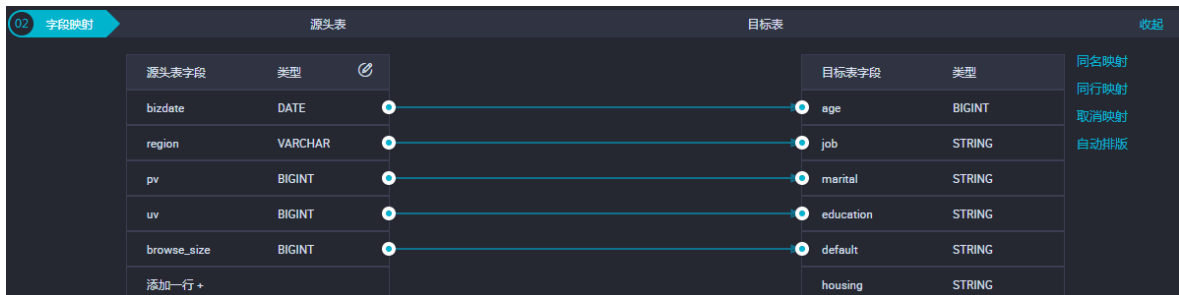 02 字段映射 源头表 目标表 收起
源头表字段 类型 目标表字段 类型 同名映射
同行映射
bizdate DATE age BIGINT
取消映射
region VARCHAR job STRING 自动排版
pv BIGINT marital STRING
uv BIGINT education STRING
browse_size BIGINT default STRING
添加一行 + housing STRING